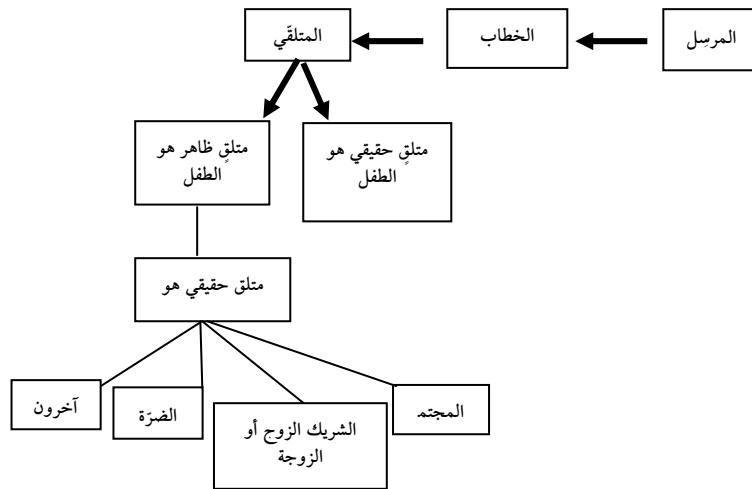 المرسِل
الخطاب
المتلقّي
متلقٍ حقيقي هو
الطفل
متلقٍ ظاهر هو
الطفل
متلق حقيقي هو
المجتمـ
الشريك الزوج أو
الزوجة
الضرّة
آخرون